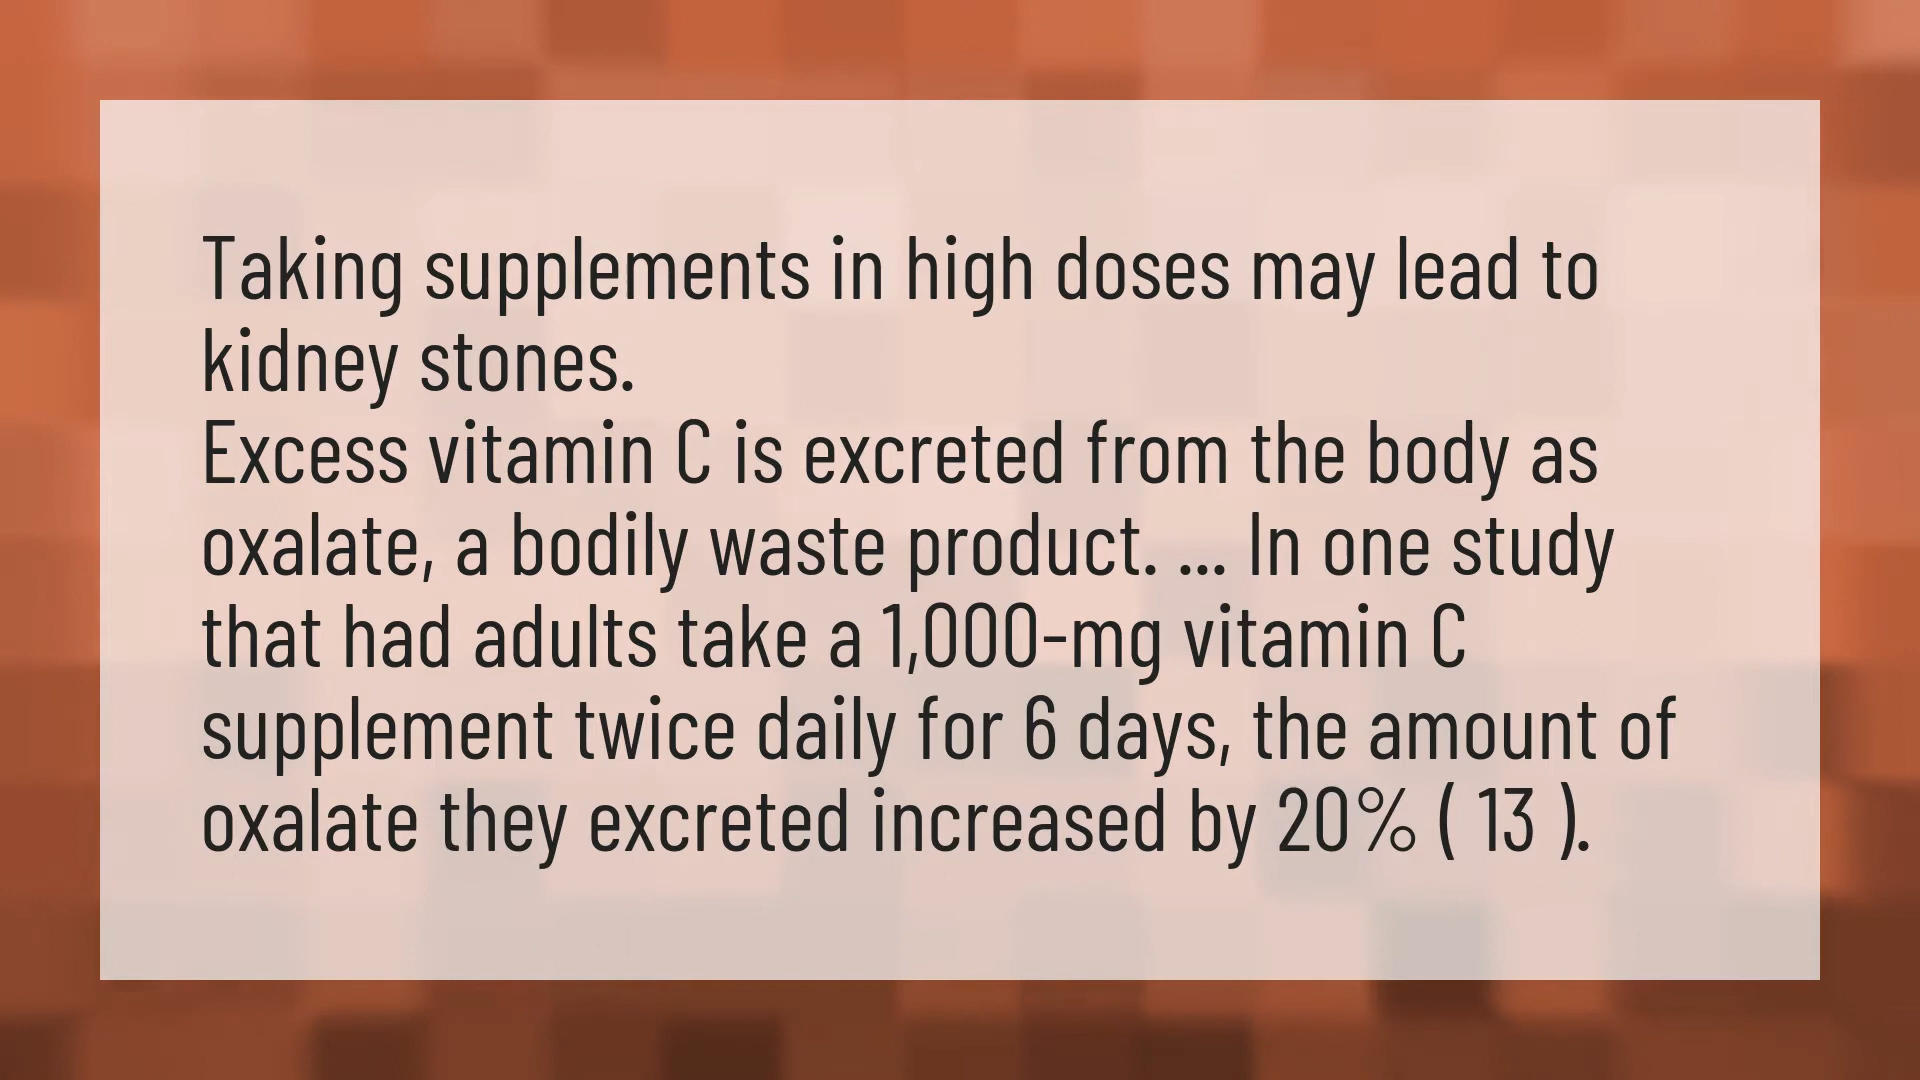 Taking supplements in high doses may lead to
kidney stones.
Excess vitamin C is excreted from the body as
oxalate, a bodily waste product. ... In one study
that had adults take a 1,000-mg vitamin C
supplement twice daily for 6 days, the amount of
oxalate they excreted increased by 20% ( 13 ).